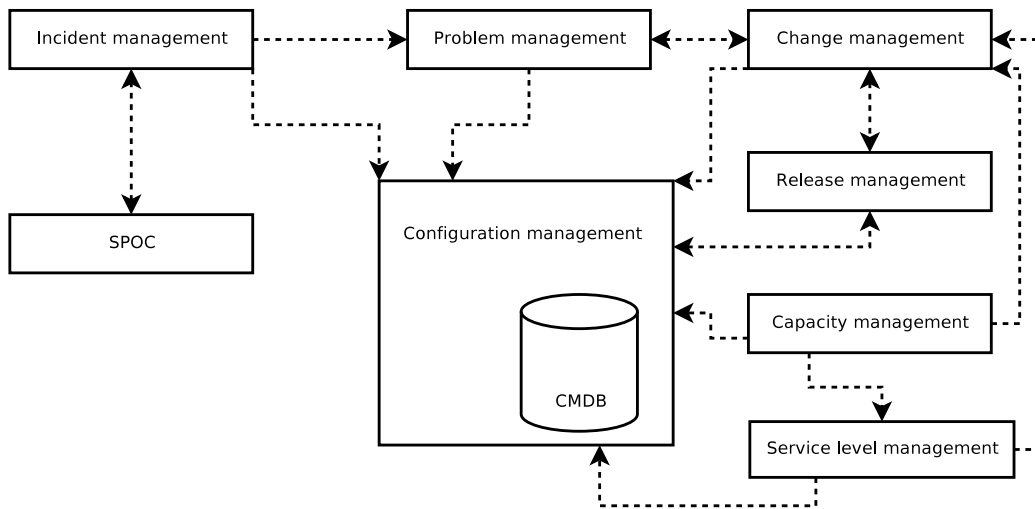 Incident management
Problem management
Change management
Release management
SPOC
Configuration management
Capacity management
CMDB
Service level management